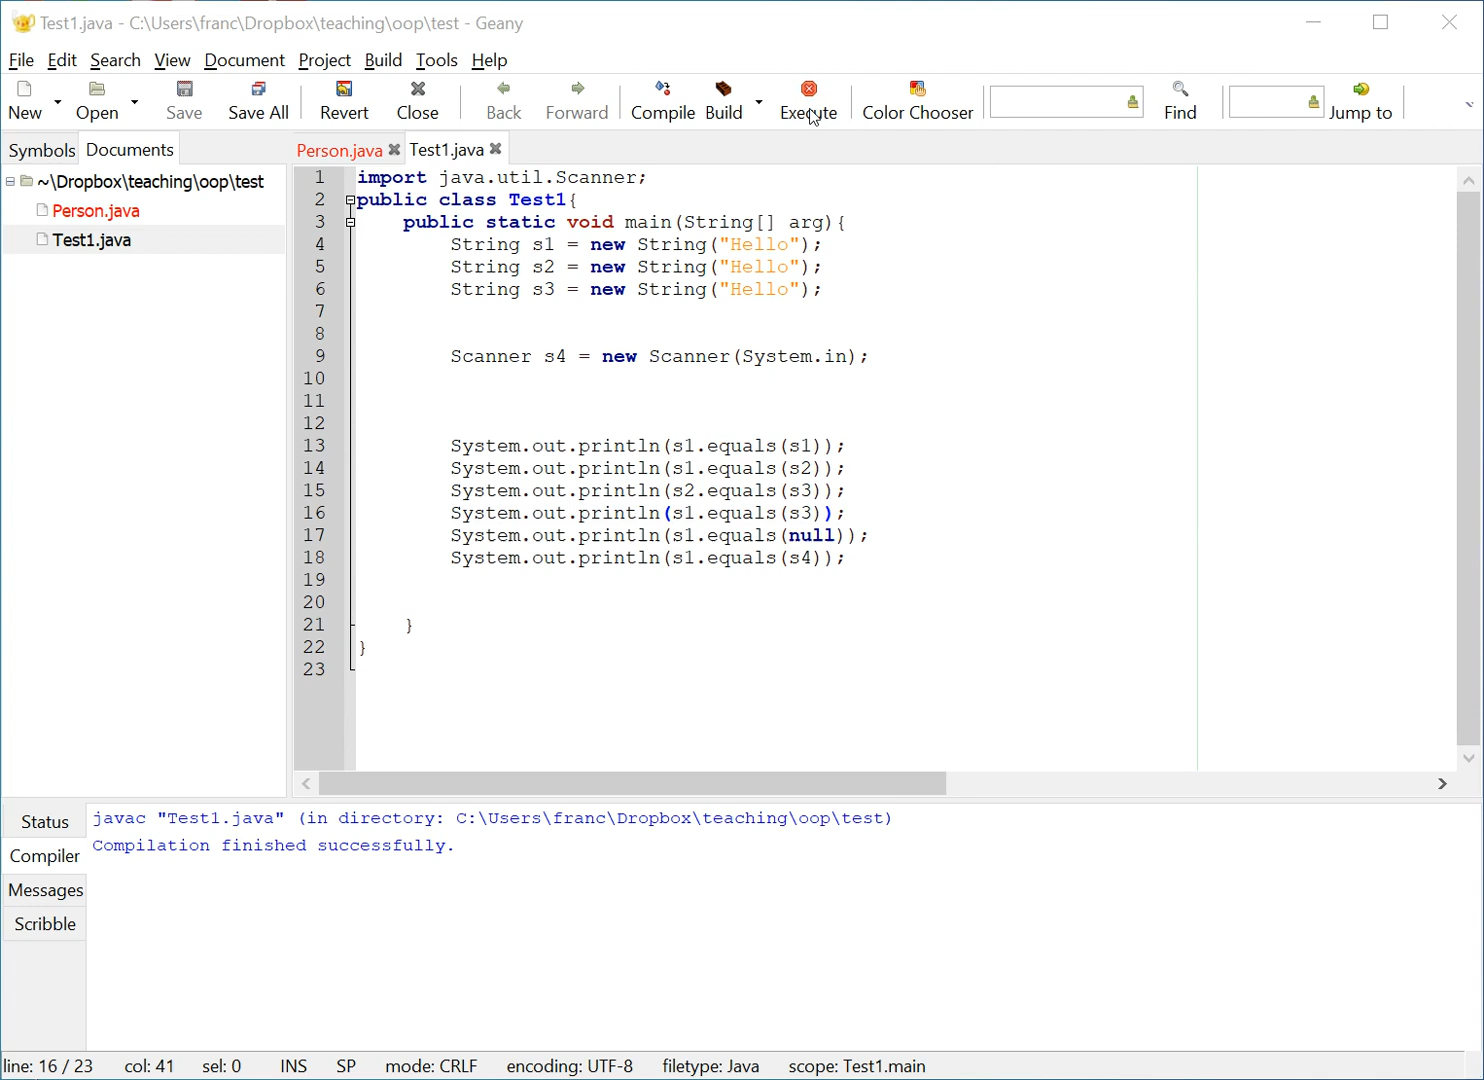 Test1.java - C:\Users\franc\Dropbox\teaching\oop\test - Geany
File Edit Search View Document Project Build Tools Help
New Open Save Save All Revert Close Back Forward Compile Build Execute Color Chooser Find Jump to
Symbols Documents
Person.java Test1.java
~\Dropbox\teaching\oop\test
Person.java
Test1.java
1 import java.util.Scanner;
2 public class Test1{
3 public static void main(String[] arg){
4 String s1 = new String("Hello");
5 String s2 = new String("Hello");
6 String s3 = new String("Hello");
7
8
9 Scanner s4 = new Scanner(System.in);
10
11
12
13 System.out.println(s1.equals(s1));
14 System.out.println(s1.equals(s2));
15 System.out.println(s2.equals(s3));
16 System.out.println(s1.equals(s3));
17 System.out.println(s1.equals(null));
18 System.out.println(s1.equals(s4));
19
20
21 }
22 }
23
Status
Compiler
Messages
Scribble
javac "Test1.java" (in directory: C:\Users\franc\Dropbox\teaching\oop\test)
Compilation finished successfully.
line: 16 / 23 col: 41 sel: 0 INS SP mode: CRLF encoding: UTF-8 filetype: Java scope: Test1.main